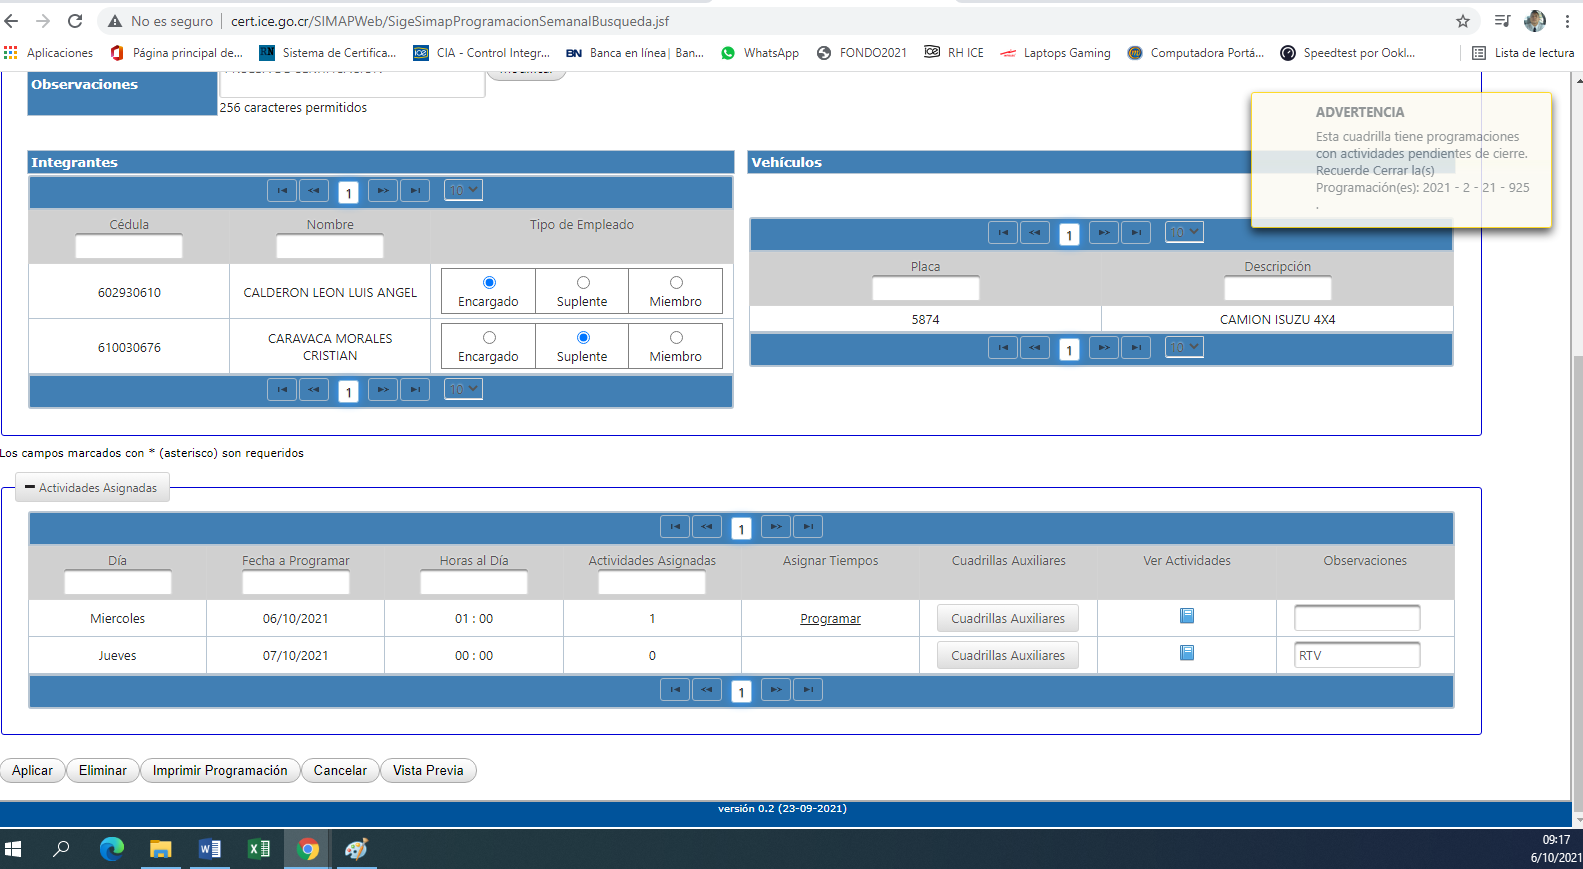 No es seguro | cert.ice.go.cr/SIMAPWeb/SigeSimapProgramacionSemanalBusqueda.jsf
Aplicaciones Página principal de... Sistema de Certifica... CIA - Control Integr... Banca en línea| Ban... WhatsApp FONDO2021 RH ICE Laptops Gaming Computadora Portá... Speedtest por Ookl... Lista de lectura
Observaciones
256 caracteres permitidos
ADVERTENCIA
Esta cuadrilla tiene programaciones
con actividades pendientes de cierre.
Recuerde Cerrar la(s)
Programación(es): 2021 - 2 - 21 - 925
.
Integrantes
1 10
Cédula Nombre Tipo de Empleado
602930610 CALDERON LEON LUIS ANGEL Encargado Suplente Miembro
610030676 CARAVACA MORALES
CRISTIAN Encargado Suplente Miembro
1 10
Vehículos
1 10
Placa Descripción
5874 CAMION ISUZU 4X4
1 10
Los campos marcados con * (asterisco) son requeridos
Actividades Asignadas
1
Día Fecha a Programar Horas al Día Actividades Asignadas Asignar Tiempos Cuadrillas Auxiliares Ver Actividades Observaciones
Miercoles 06/10/2021 01 : 00 1 Programar Cuadrillas Auxiliares
Jueves 07/10/2021 00 : 00 0 Cuadrillas Auxiliares RTV
1
Aplicar Eliminar Imprimir Programación Cancelar Vista Previa
versión 0.2 (23-09-2021)
09:17
6/10/2021